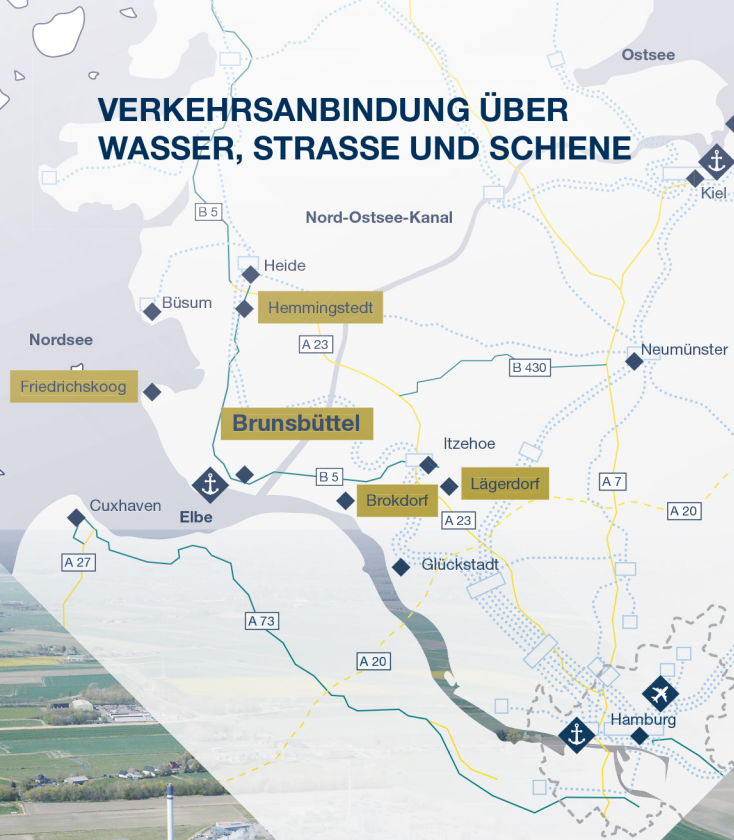 Ostsee
VERKEHRSANBINDUNG ÜBER
WASSER, STRASSE UND SCHIENE
Kiel
B 5
Nord-Ostsee-Kanal
Heide
Büsum
Hemmingstedt
Nordsee
A 23
Neumünster
B 430
Friedrichskoog
Brunsbüttel
Itzehoe
B 5
Lägerdorf
A 7
Brokdorf
Cuxhaven
Elbe
A 23
A 20
A 27
Glückstadt
A 73
A 20
Hamburg